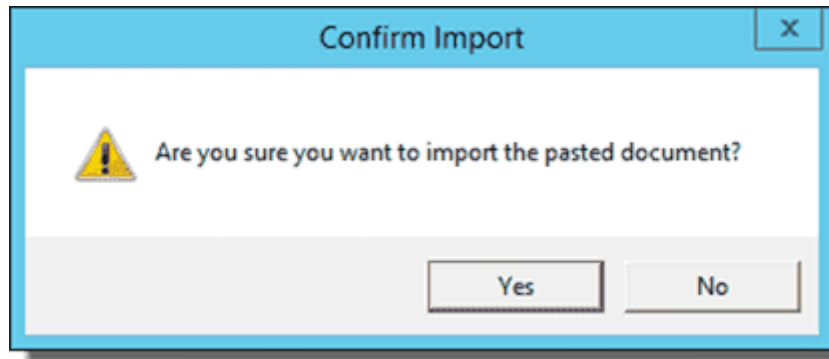 Confirm Import
x
Are you sure you want to import the pasted document?
Yes
No